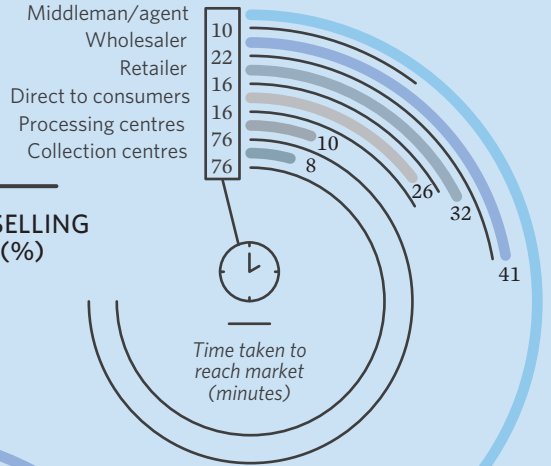 Middleman/agent
10
Wholesaler
22
Retailer
16
Direct to consumers
16
Processing centres
76
Collection centres
76
10
8
26
32
41
SELLING
(%)
Time taken to
reach market
(minutes)